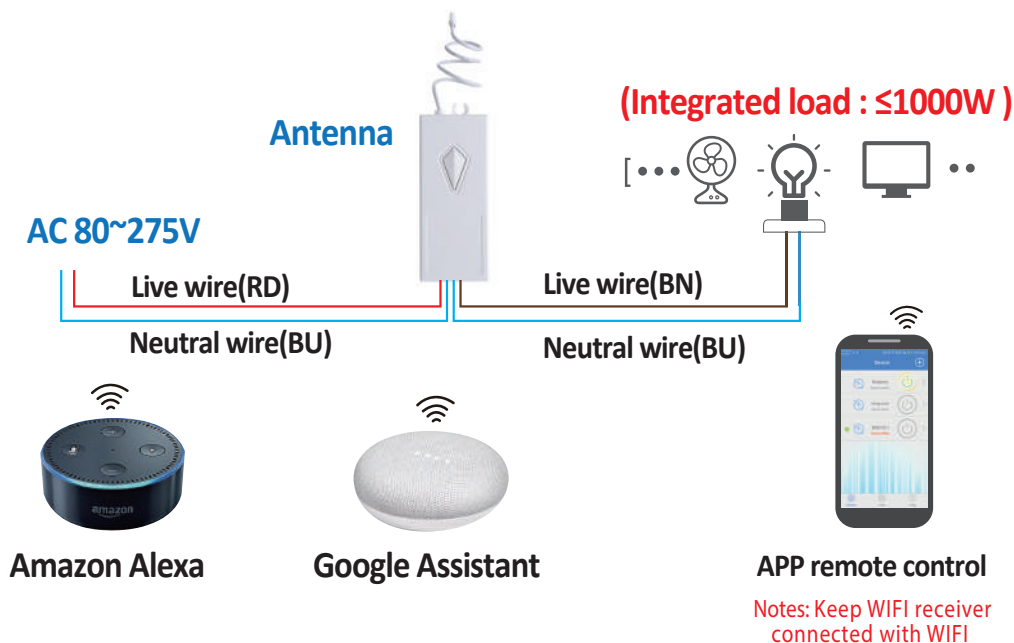 (Integrated load : ≤1000W )
Antenna
AC 80~275V
Live wire(RD)
Neutral wire(BU)
Live wire(BN)
Neutral wire(BU)
amazon
Amazon Alexa
Google Assistant
APP remote control
Notes: Keep WIFI receiver
connected with WIFI